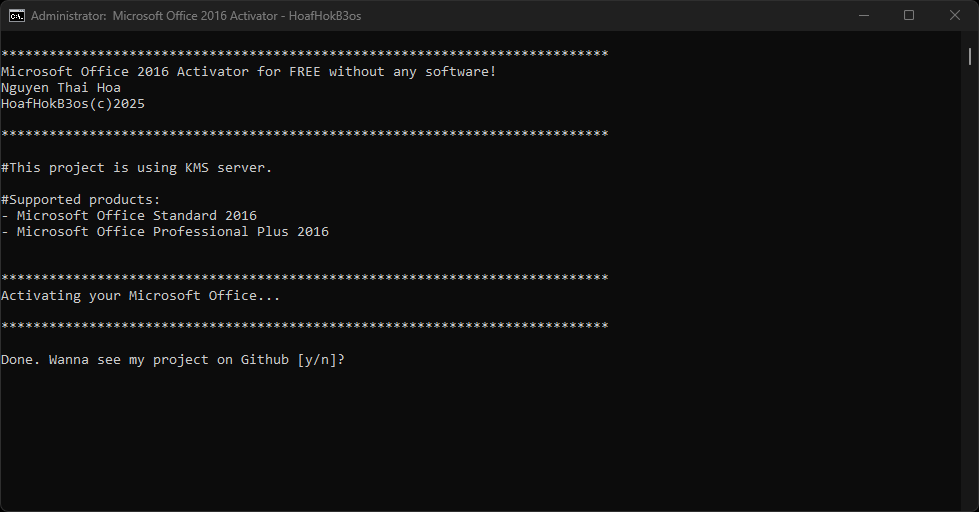 Administrator:  Microsoft Office 2016 Activator - HoafHokB3os
****************************************************************************
Microsoft Office 2016 Activator for FREE without any software!
Nguyen Thai Hoa
HoafHokB3os(c)2025
****************************************************************************
#This project is using KMS server.
#Supported products:
- Microsoft Office Standard 2016
- Microsoft Office Professional Plus 2016
****************************************************************************
Activating your Microsoft Office...
****************************************************************************
Done. Wanna see my project on Github [y/n]?